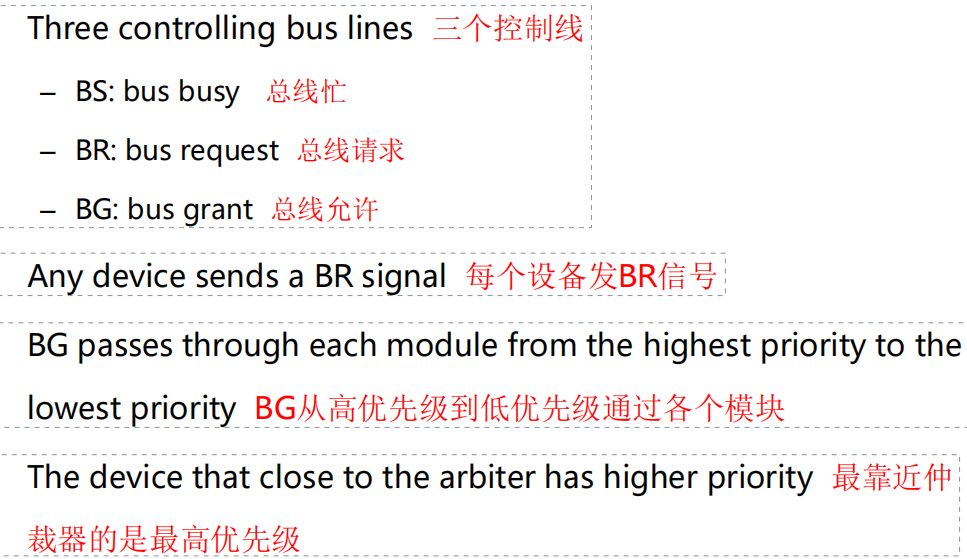 Three controlling bus lines 三个控制线
– BS: bus busy 总线忙
– BR: bus request 总线请求
– BG: bus grant 总线允许
Any device sends a BR signal 每个设备发BR信号
BG passes through each module from the highest priority to the
lowest priority BG从高优先级到低优先级通过各个模块
The device that close to the arbiter has higher priority 最靠近仲
裁器的是最高优先级